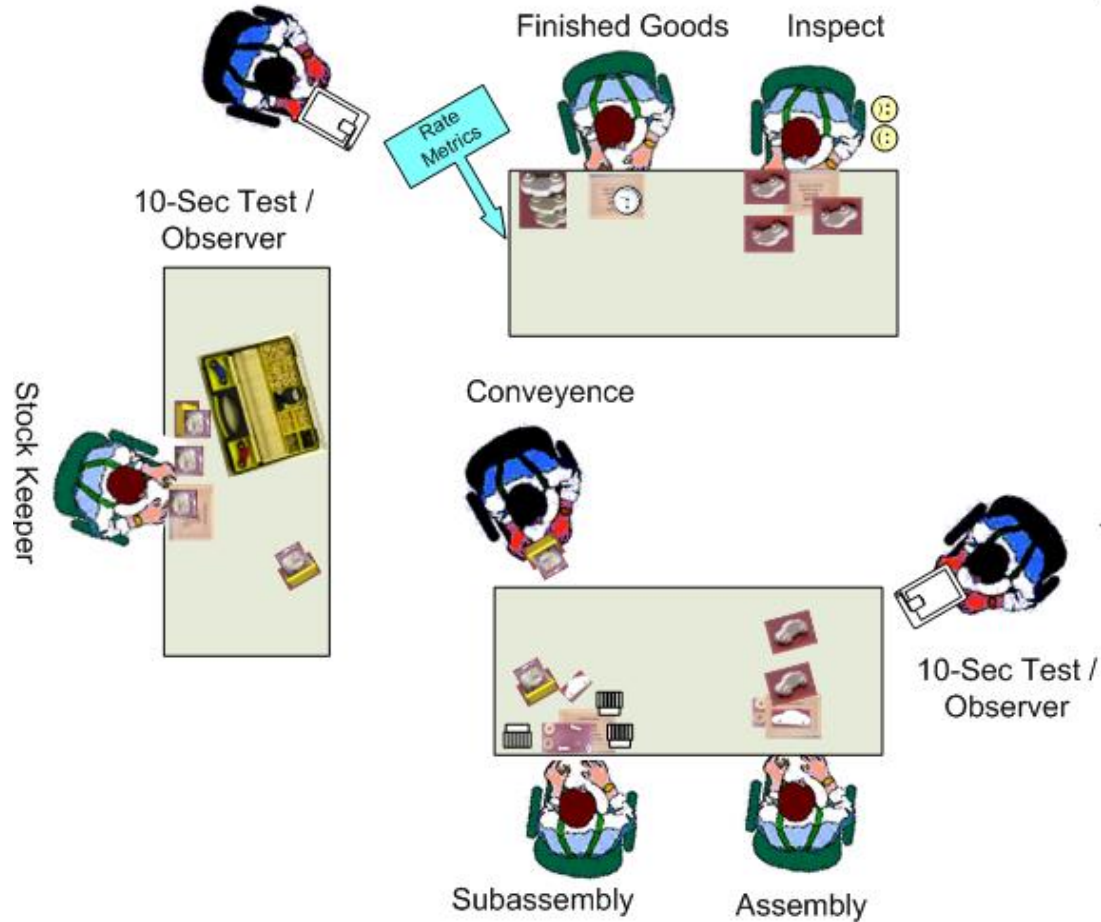 Finished Goods
Inspect
Rate
Metrics
10-Sec Test /
Observer
Stock Keeper
Conveyence
10-Sec Test /
Observer
Subassembly
Assembly